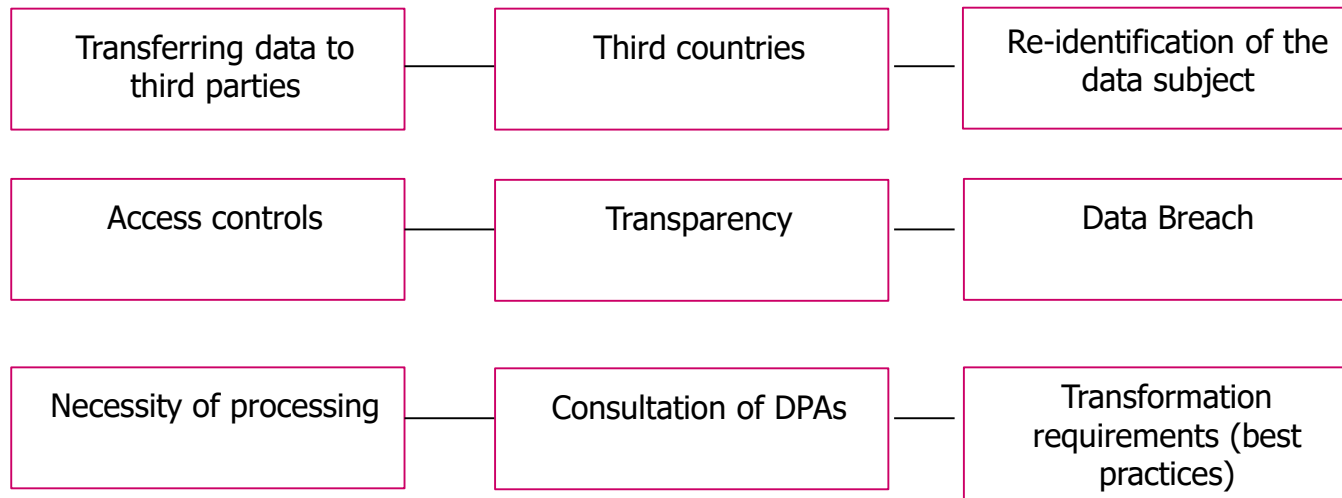 Transferring data to
third parties
Third countries
Re-identification of the
data subject
Access controls
Transparency
Data Breach
Necessity of processing
Consultation of DPAs
Transformation
requirements (best
practices)